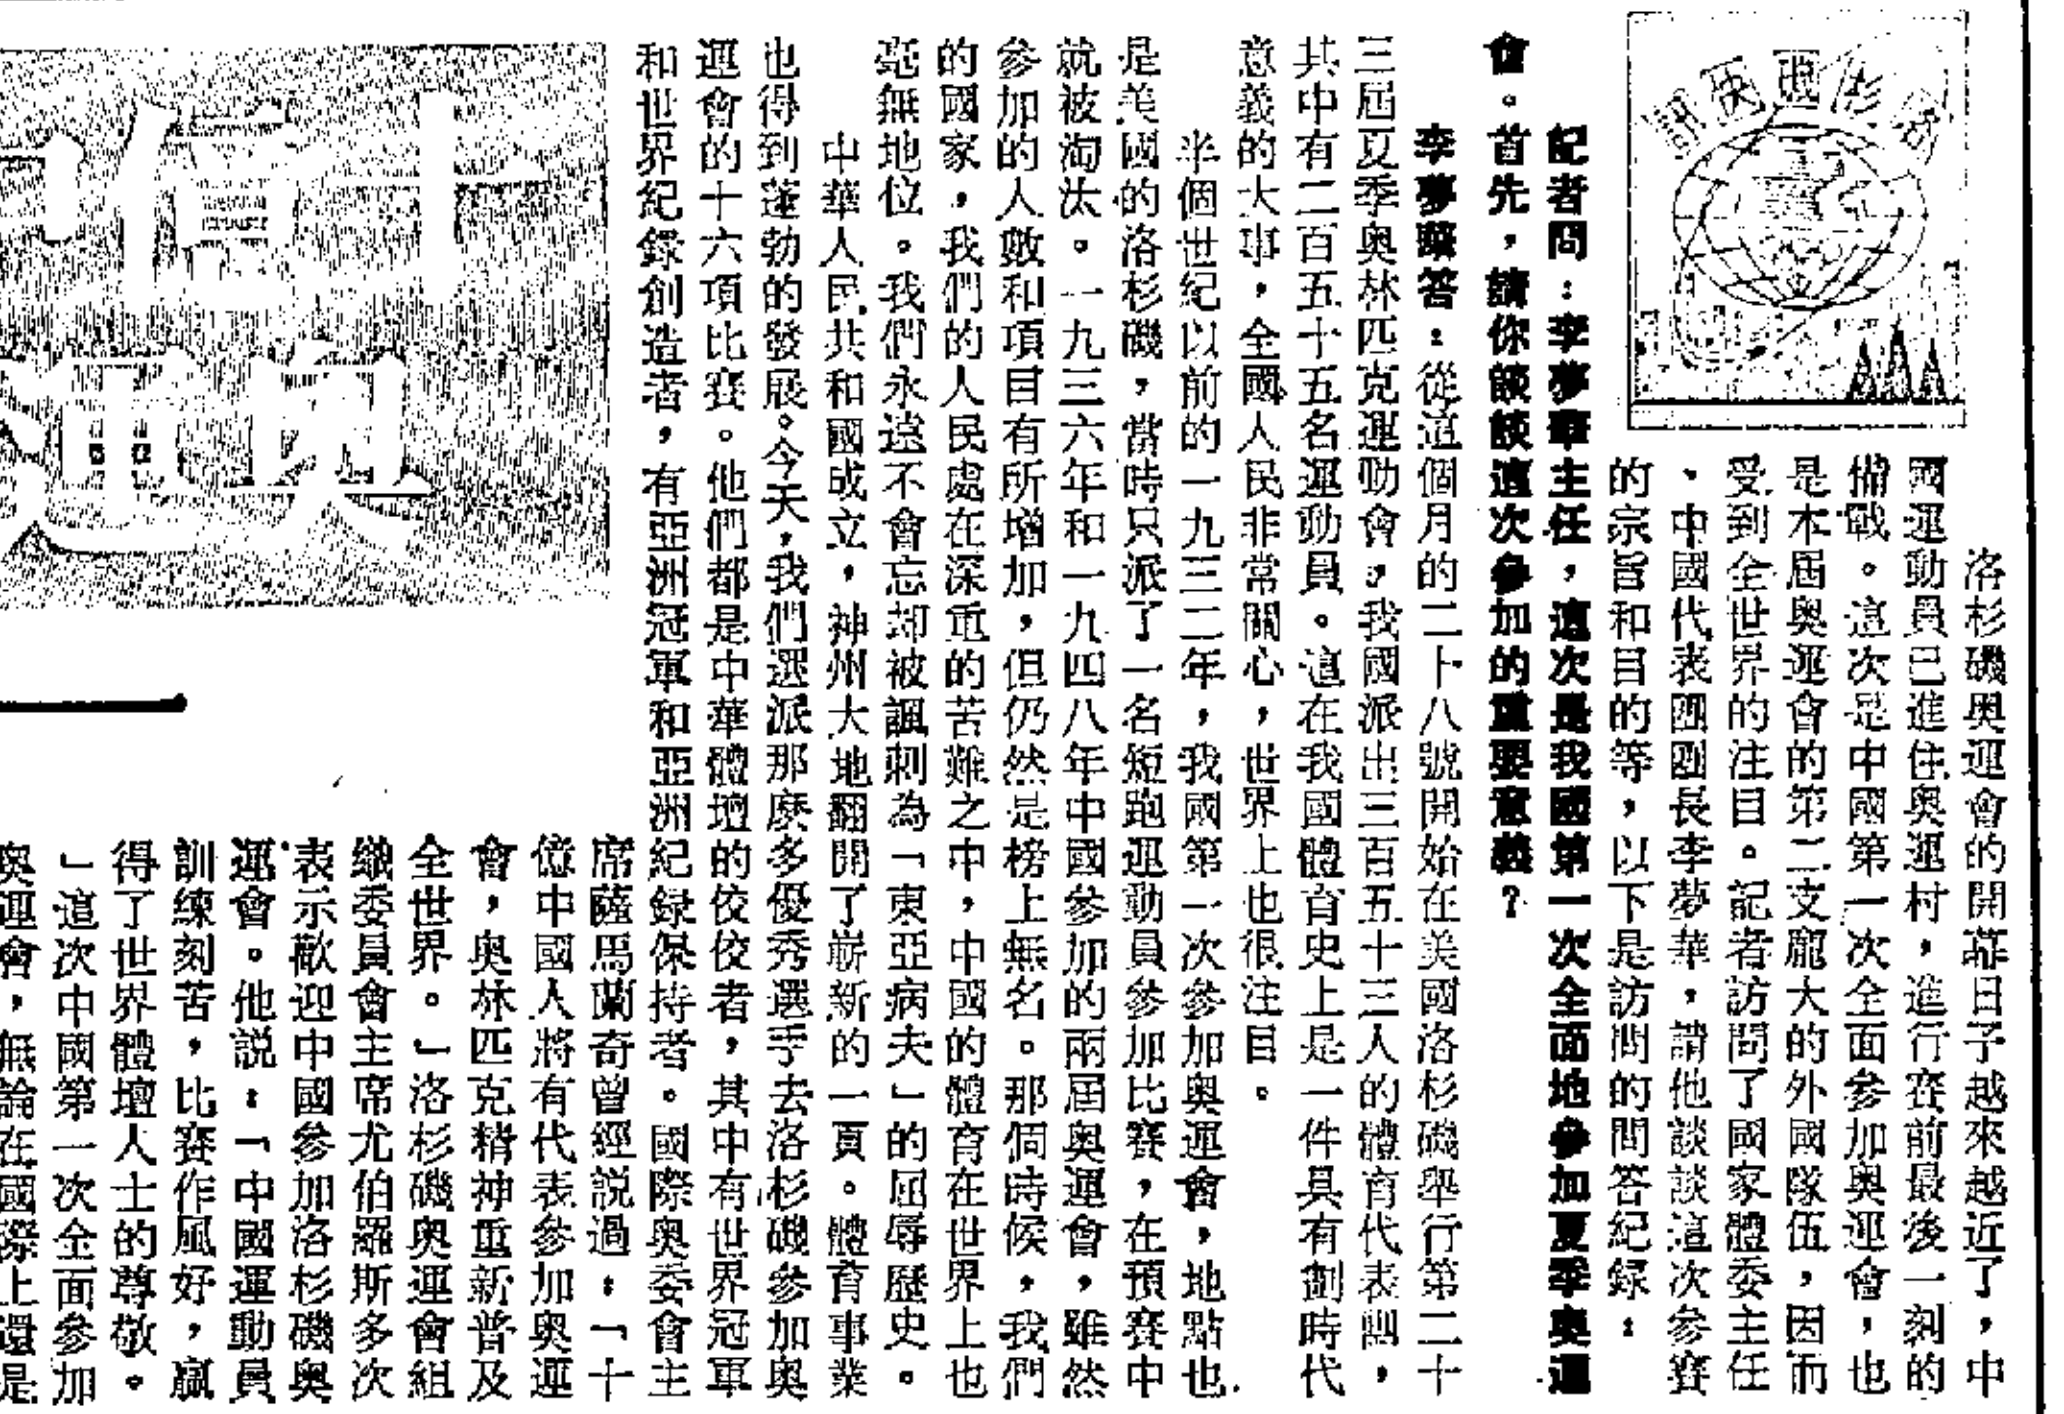 洛杉磯快訊
洛杉磯奧運會的開幕日子越來越近了，中
國運動員已進住奧運村，進行賽前最後一刻的
備戰。這次是中國第一次全面參加奧運會，也
是本屆奧運會的第二支龐大的外國隊伍，因而
受到全世界的注目。記者訪問了國家體委主任
、中國代表團團長李夢華，請他談談這次參賽
的宗旨和目的等，以下是訪問的問答紀錄：
記者問：李夢華主任，這次是我國第一次全面地參加夏季奧運
會。首先，請你談談這次參加的重要意義？
李夢華答：從這個月的二十八號開始在美國洛杉磯舉行第二十
三屆夏季奧林匹克運動會，我國派出三百五十三人的體育代表團，
其中有二百五十五名運動員。這在我國體育史上是一件具有劃時代
意義的大事，全國人民非常關心，世界上也很注目。
半個世紀以前的一九三二年，我國第一次參加奧運會，地點也
是美國的洛杉磯，當時只派了一名短跑運動員參加比賽，在預賽中
就被淘汰。一九三六年和一九四八年中國參加的兩屆奧運會，雖然
參加的人數和項目有所增加，但仍然是榜上無名。那個時候，我們
的國家，我們的人民處在深重的苦難之中，中國的體育在世界上也
毫無地位。我們永遠不會忘却被諷刺為「東亞病夫」的屈辱歷史。
中華人民共和國成立，神州大地翻開了嶄新的一頁。體育事業
也得到蓬勃的發展。今天，我們選派那麽多優秀選手去洛杉磯參加奧
運會的十六項比賽。他們都是中華體壇的佼佼者，其中有世界冠軍
和世界紀錄創造者，有亞洲冠軍和亞洲紀錄保持者。國際奧委會主
席薩馬蘭奇曾經説過：「十
億中國人將有代表參加奧運
會，奧林匹克精神重新普及
全世界。」洛杉磯奧運會組
織委員會主席尤伯羅斯多次
表示歡迎中國參加洛杉磯奧
運會。他説：「中國運動員
訓練刻苦，比賽作風好，贏
得了世界體壇人士的尊敬。
」這次中國第一次全面參加
奧運會，無論在國際上還是
十億
奧運